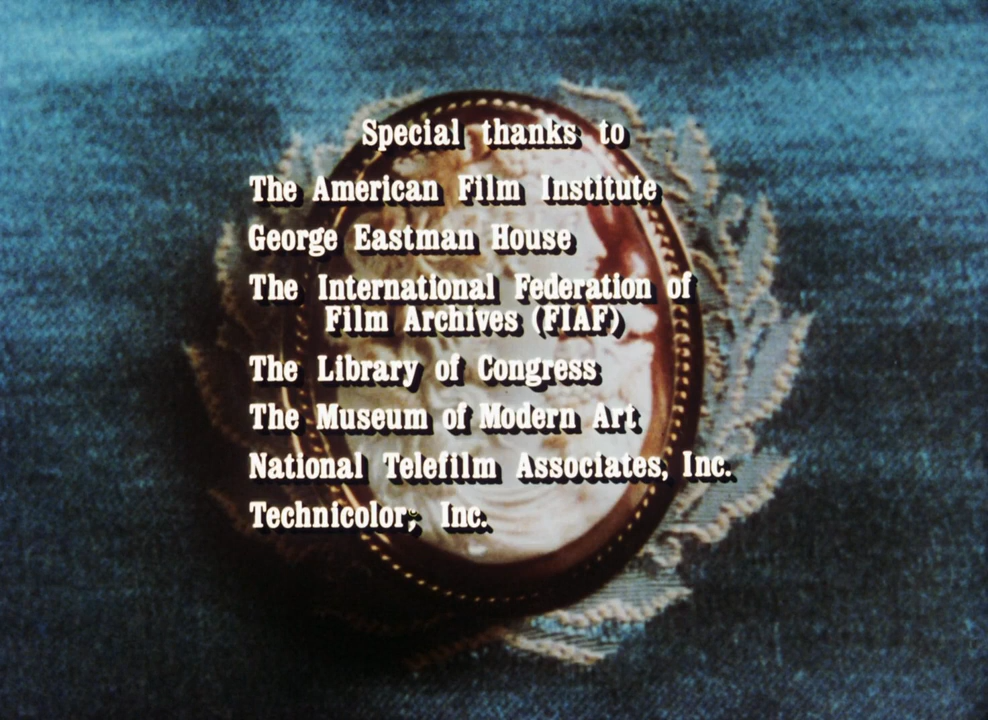 Special thanks to
The American Film Institute
George Eastman House
The International Federation of
Film Archives (FIAF)
The Library of Congress
The Museum of Modern Art
National Telefilm Associates, Inc.
Technicolor, Inc.